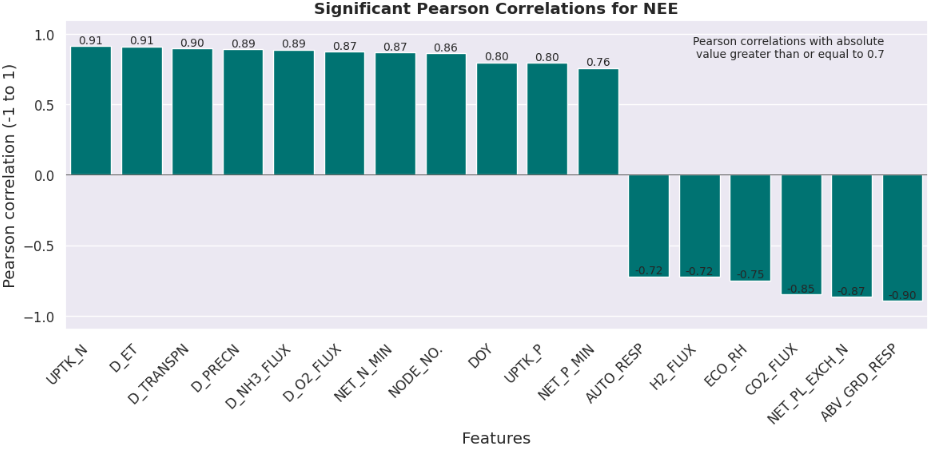 Significant Pearson Correlations for NEE
Pearson correlation (-1 to 1)
1.0
0.5
0.0
−0.5
−1.0
0.91
0.91
0.90
0.89
0.89
0.87
0.87
0.86
0.80
0.80
0.76
-0.72
-0.72
-0.75
-0.85
-0.87
-0.90
Pearson correlations with absolute
value greater than or equal to 0.7
UPTK_N
D_ET
D_TRANSPN
D_PRECN
D_NH3_FLUX
D_O2_FLUX
NET_N_MIN
NODE_NO.
DOY
UPTK_P
NET_P_MIN
AUTO_RESP
H2_FLUX
ECO_RH
CO2_FLUX
NET_PL_EXCH_N
ABV_GRD_RESP
Features